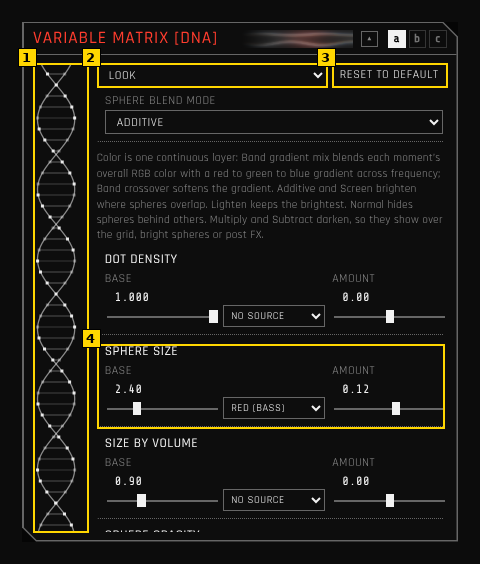 VARIABLE MATRIX [DNA]
▲
a b c
1 2 3
LOOK
RESET TO DEFAULT
SPHERE BLEND MODE
ADDITIVE
Color is one continuous layer: Band gradient mix blends each moment's
overall RGB color with a red to green to blue gradient across frequency;
Band crossover softens the gradient. Additive and Screen brighten
where spheres overlap. Lighten keeps the brightest. Normal hides
spheres behind others. Multiply and Subtract darken, so they show over
the grid, bright spheres or post FX.
DOT DENSITY
BASE AMOUNT
1.000 0.00
NO SOURCE
4
SPHERE SIZE
BASE AMOUNT
2.40 0.12
RED (BASS)
SIZE BY VOLUME
BASE AMOUNT
0.90 0.00
NO SOURCE
SPHERE OPACITY